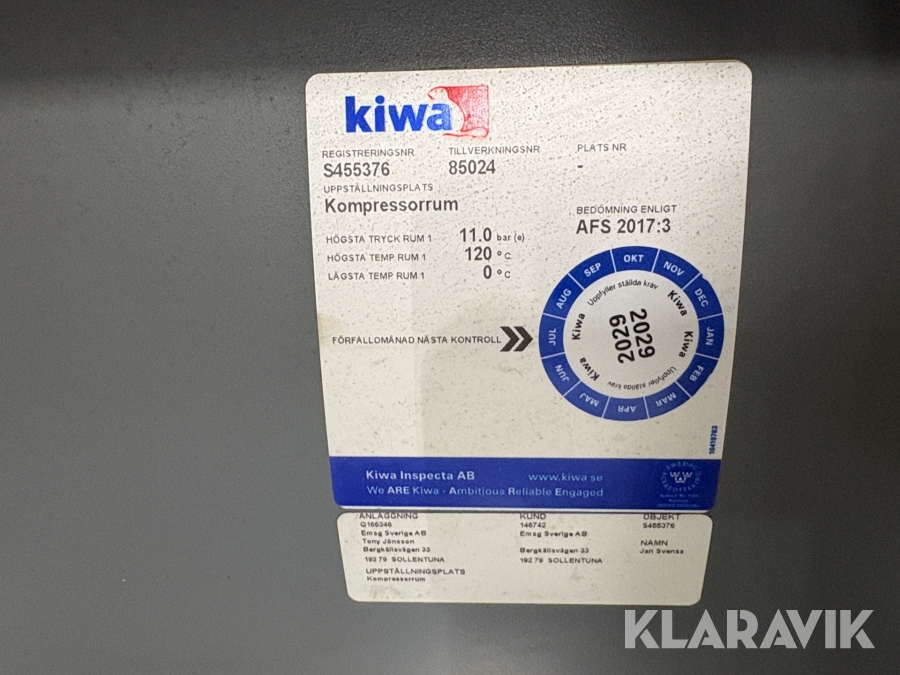 kiwa
REGISTRERINGSNR TILLVERKNINGSNR PLATS NR
S455376 85024 -
UPPSTÄLLNINGSPLATS
Kompressorrum
BEDÖMNING ENLIGT
AFS 2017:3
HÖGSTA TRYCK RUM 1 11.0 bar (e)
HÖGSTA TEMP RUM 1 120 °C
LÄGSTA TEMP RUM 1 0 °C
FÖRFALLOMÅNAD NÄSTA KONTROLL
JAN FEB MAR APR MAJ JUN JUL AUG SEP OKT NOV DEC
Uppfyller ställda krav Kiwa
Kiwa Uppfyller ställda krav Kiwa
Kiwa
2029
2029
Kiwa Inspecta AB www.kiwa.se
We ARE Kiwa - Ambitious Reliable Engaged
ANLÄGGNING KUND OBJEKT
Q166346 146742 S455376
Emsg Sverige AB Emsg Sverige AB
Tony Jönsson NAMN
Bergkällavägen 33 Bergkällavägen 33 Jan Svenss
192 79 SOLLENTUNA 192 79 SOLLENTUNA
UPPSTÄLLNINGSPLATS
Kompressorrum
KLARAVIK